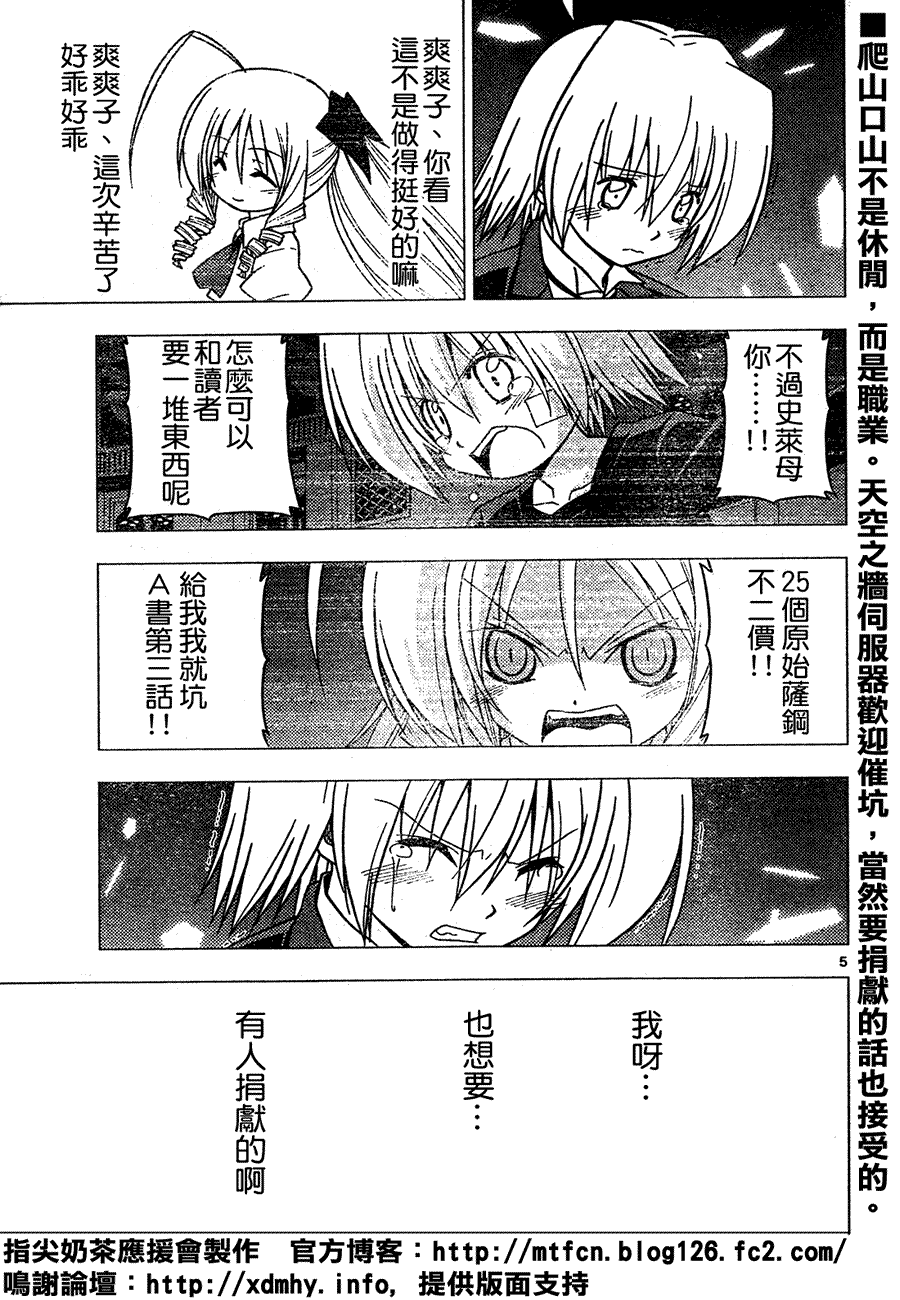 ■爬山口山不是休閒，而是職業。天空之牆伺服器歡迎催坑，當然要捐獻的話也接受的。
爽爽子、你看
這不是做得挺好的嘛
爽爽子、這次辛苦了
好乖好乖
不過史萊母
你……!!
怎麼可以
和讀者
要一堆東西呢
25個原始薩鋼
不二價!!
給我我就坑
A書第三話!!
5
我呀…
也想要…
有人捐獻的啊
指尖奶茶應援會製作　官方博客：http://mtfcn.blog126.fc2.com/
鳴謝論壇：http://xdmhy.info, 提供版面支持